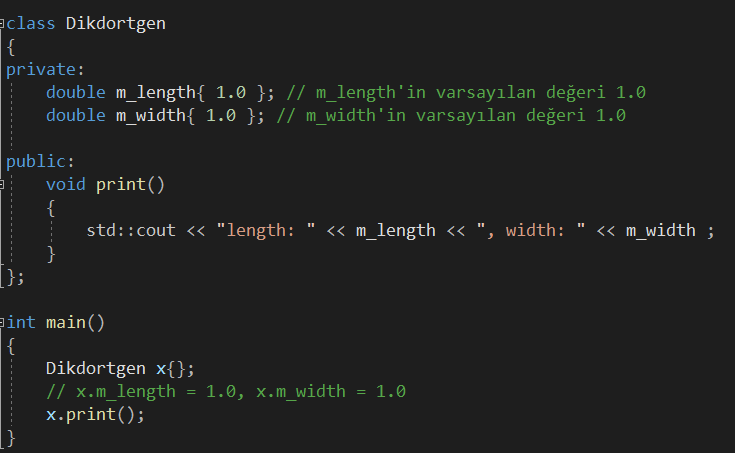 class Dikdortgen
{
private:
    double m_length{ 1.0 }; // m_length'in varsayılan değeri 1.0
    double m_width{ 1.0 }; // m_width'in varsayılan değeri 1.0

public:
    void print()
    {
        std::cout << "length: " << m_length << ", width: " << m_width ;
    }
};

int main()
{
    Dikdortgen x{};
    // x.m_length = 1.0, x.m_width = 1.0
    x.print();
}